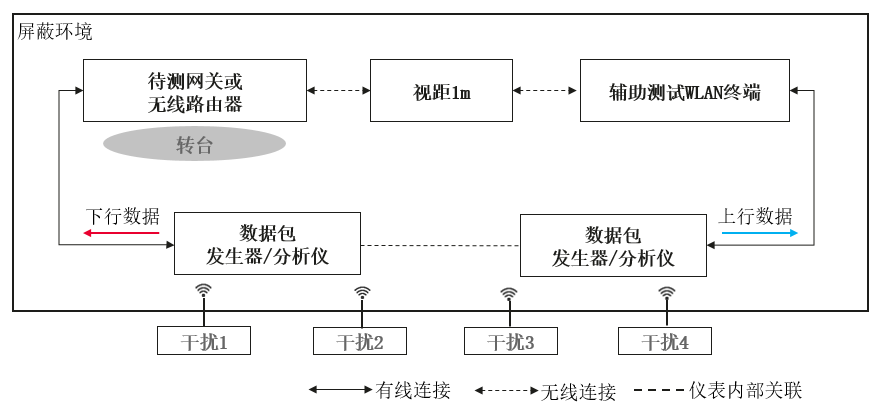 屏蔽环境
待测网关或
无线路由器
视距1m
辅助测试WLAN终端
转台
下行数据
上行数据
数据包
发生器/分析仪
数据包
发生器/分析仪
干扰1
干扰2
干扰3
干扰4
有线连接
无线连接
仪表内部关联